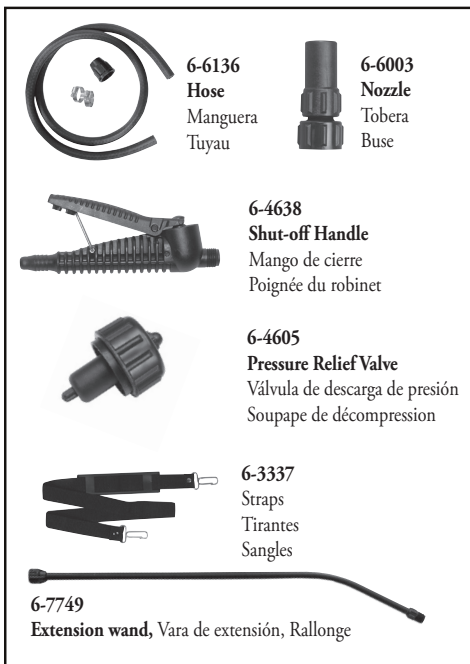 6-6136
Hose
Manguera
Tuyau
6-6003
Nozzle
Tobera
Buse
6-4638
Shut-off Handle
Mango de cierre
Poignée du robinet
6-4605
Pressure Relief Valve
Válvula de descarga de presión
Soupape de décompression
6-3337
Straps
Tirantes
Sangles
6-7749
Extension wand, Vara de extensión, Rallonge